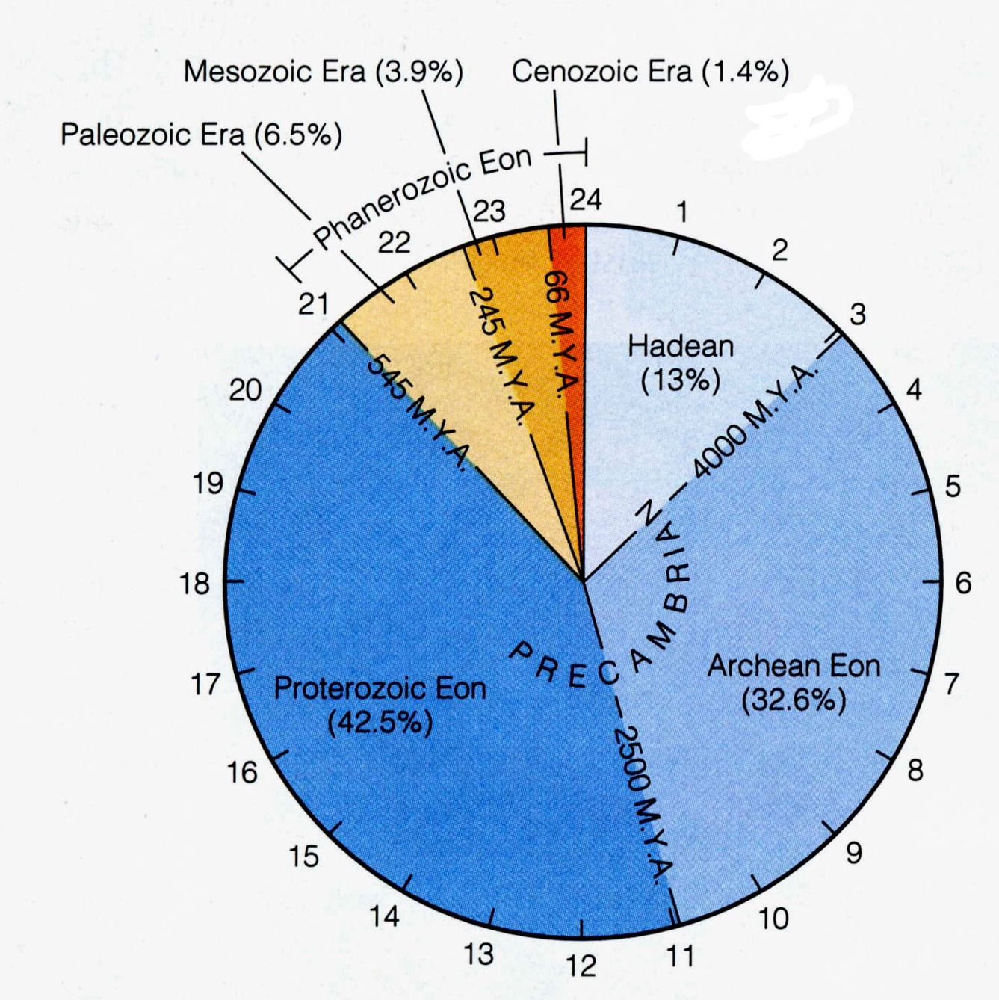 Mesozoic Era (3.9%)
Cenozoic Era (1.4%)
Paleozoic Era (6.5%)
Phanerozoic Eon
24
1
2
3
4
5
6
7
8
9
10
11
12
13
14
15
16
17
18
19
20
21
22
23
545 M.Y.A.
245 M.Y.A.
66 M.Y.A.
Hadean
(13%)
4000 M.Y.A.
PRECAMBRIAN
Archean Eon
(32.6%)
Proterozoic Eon
(42.5%)
2500 M.Y.A.